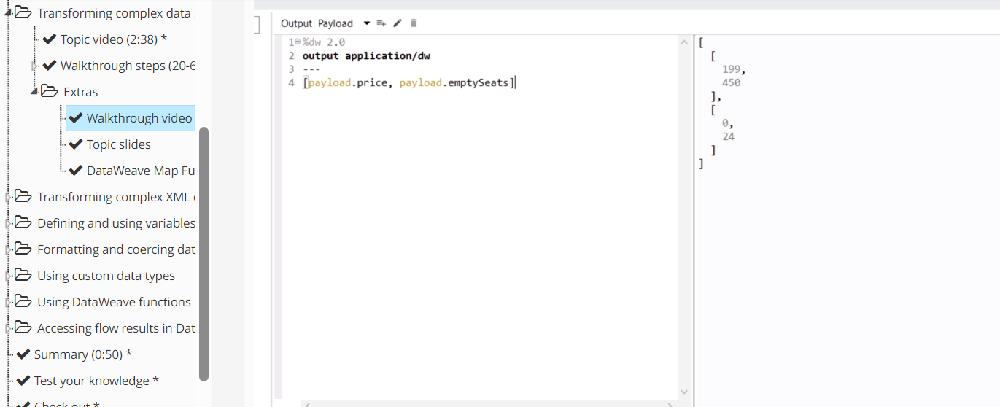 Transforming complex data
Topic video (2:38) *
Walkthrough steps (20-6
Extras
Walkthrough video
Topic slides
DataWeave Map Fu
Transforming complex XML
Defining and using variables
Formatting and coercing dat
Using custom data types
Using DataWeave functions
Accessing flow results in Dat
Summary (0:50) *
Test your knowledge *
Check out *
Output Payload
1 %dw 2.0
2 output application/dw
3 ---
4 [payload.price, payload.emptySeats]
[
[
199,
450
],
[
0,
24
]
]